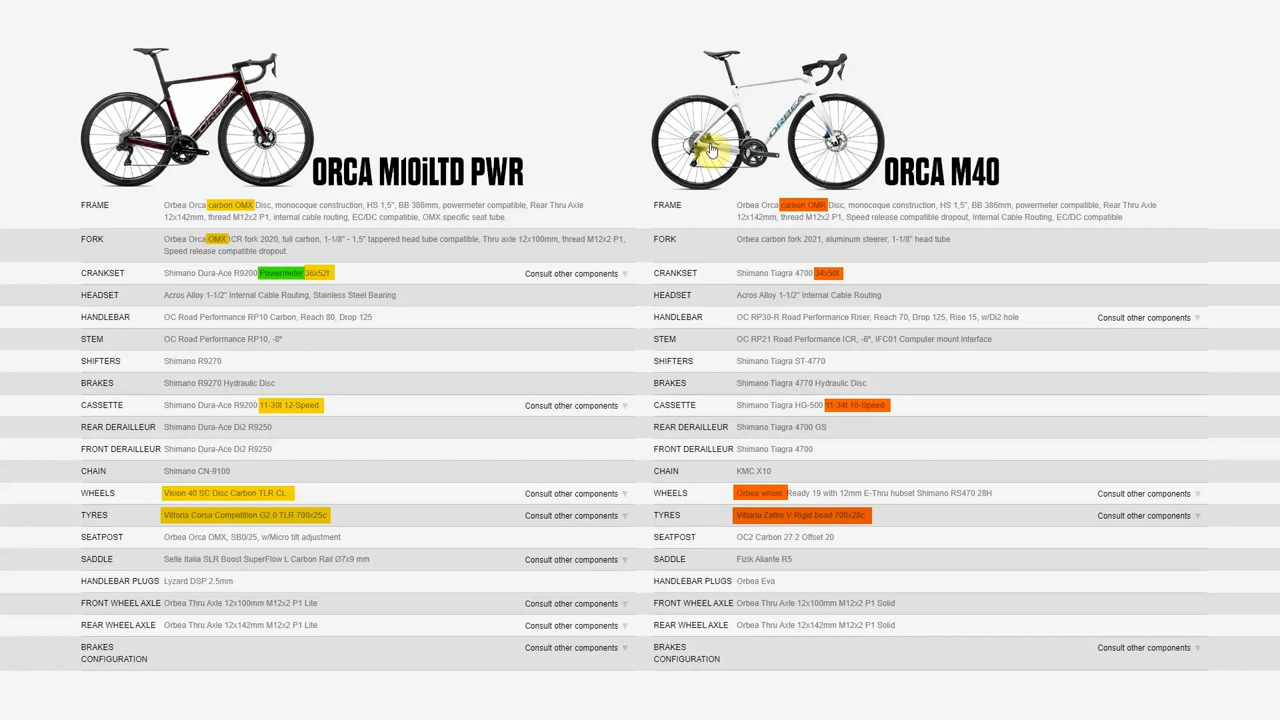 ORBEA
ORCA M10iLTD PWR
FRAME Orbea Orca carbon OMX Disc, monocoque construction, HS 1,5", BB 386mm, powermeter compatible, Rear Thru Axle
12x142mm, thread M12x2 P1, internal cable routing, EC/DC compatible, OMX specific seat tube.
FORK Orbea Orca OMX ICR fork 2020, full carbon, 1-1/8" - 1,5" tappered head tube compatible, Thru axle 12x100mm, thread M12x2 P1,
Speed release compatible dropout.
CRANKSET Shimano Dura-Ace R9200 Powermeter 36x52t Consult other components
HEADSET Acros Alloy 1-1/2" Internal Cable Routing, Stainless Steel Bearing
HANDLEBAR OC Road Performance RP10 Carbon, Reach 80, Drop 125
STEM OC Road Performance RP10, -8º
SHIFTERS Shimano R9270
BRAKES Shimano R9270 Hydraulic Disc
CASSETTE Shimano Dura-Ace R9200 11-30t 12-Speed Consult other components
REAR DERAILLEUR Shimano Dura-Ace Di2 R9250
FRONT DERAILLEUR Shimano Dura-Ace Di2 R9250
CHAIN Shimano CN-9100
WHEELS Vision 40 SC Disc Carbon TLR CL Consult other components
TYRES Vittoria Corsa Competition G2.0 TLR 700x25c Consult other components
SEATPOST Orbea Orca OMX, SB0/25, w/Micro tilt adjustment
SADDLE Selle Italia SLR Boost SuperFlow L Carbon Rail Ø7x9 mm Consult other components
HANDLEBAR PLUGS Lyzard DSP 2.5mm
FRONT WHEEL AXLE Orbea Thru Axle 12x100mm M12x2 P1 Lite Consult other components
REAR WHEEL AXLE Orbea Thru Axle 12x142mm M12x2 P1 Lite Consult other components
BRAKES Consult other components
CONFIGURATION
ORBEA
ORCA M40
FRAME Orbea Orca carbon OMR Disc, monocoque construction, HS 1,5", BB 386mm, powermeter compatible, Rear Thru Axle
12x142mm, thread M12x2 P1, Speed release compatible dropout, Internal Cable Routing, EC/DC compatible
FORK Orbea carbon fork 2021, aluminum steerer, 1-1/8" head tube
CRANKSET Shimano Tiagra 4700 34x50t
HEADSET Acros Alloy 1-1/2" Internal Cable Routing
HANDLEBAR OC RP30-R Road Performance Riser, Reach 70, Drop 125, Rise 15, w/Di2 hole Consult other components
STEM OC RP21 Road Performance ICR, -6º, IFC01 Computer mount interface
SHIFTERS Shimano Tiagra ST-4770
BRAKES Shimano Tiagra 4770 Hydraulic Disc
CASSETTE Shimano Tiagra HG-500 11-34t 10-Speed
REAR DERAILLEUR Shimano Tiagra 4700 GS
FRONT DERAILLEUR Shimano Tiagra 4700
CHAIN KMC X10
WHEELS Orbea wheel, Ready 19 with 12mm E-Thru hubset Shimano RS470 28H Consult other components
TYRES Vittoria Zafiro V Rigid bead 700x28c Consult other components
SEATPOST OC2 Carbon 27.2 Offset 20
SADDLE Fizik Aliante R5
HANDLEBAR PLUGS Orbea Eva
FRONT WHEEL AXLE Orbea Thru Axle 12x100mm M12x2 P1 Solid
REAR WHEEL AXLE Orbea Thru Axle 12x142mm M12x2 P1 Solid
BRAKES Consult other components
CONFIGURATION